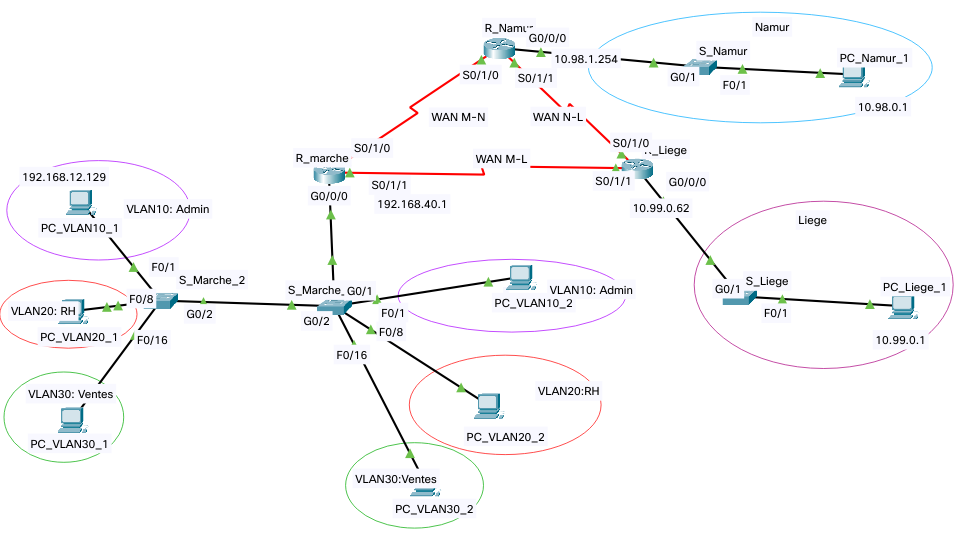 Namur
R_Namur
G0/0/0
10.98.1.254
S_Namur
PC_Namur_1
G0/1
F0/1
10.98.0.1
S0/1/0
S0/1/1
WAN M-N
WAN N-L
S0/1/0
S0/1/0
R_marche
WAN M-L
R_Liege
S0/1/1
S0/1/1
G0/0/0
G0/0/0
192.168.40.1
10.99.0.62
192.168.12.129
VLAN10: Admin
PC_VLAN10_1
Liege
F0/1
S_Marche_2
S_Liege
PC_Liege_1
G0/1
F0/1
10.99.0.1
S_Marche_
G0/1
VLAN10: Admin
PC_VLAN10_2
F0/8
VLAN20: RH
G0/2
G0/2
F0/1
PC_VLAN20_1
F0/16
F0/8
F0/16
VLAN30: Ventes
VLAN20:RH
PC_VLAN30_1
PC_VLAN20_2
VLAN30:Ventes
PC_VLAN30_2